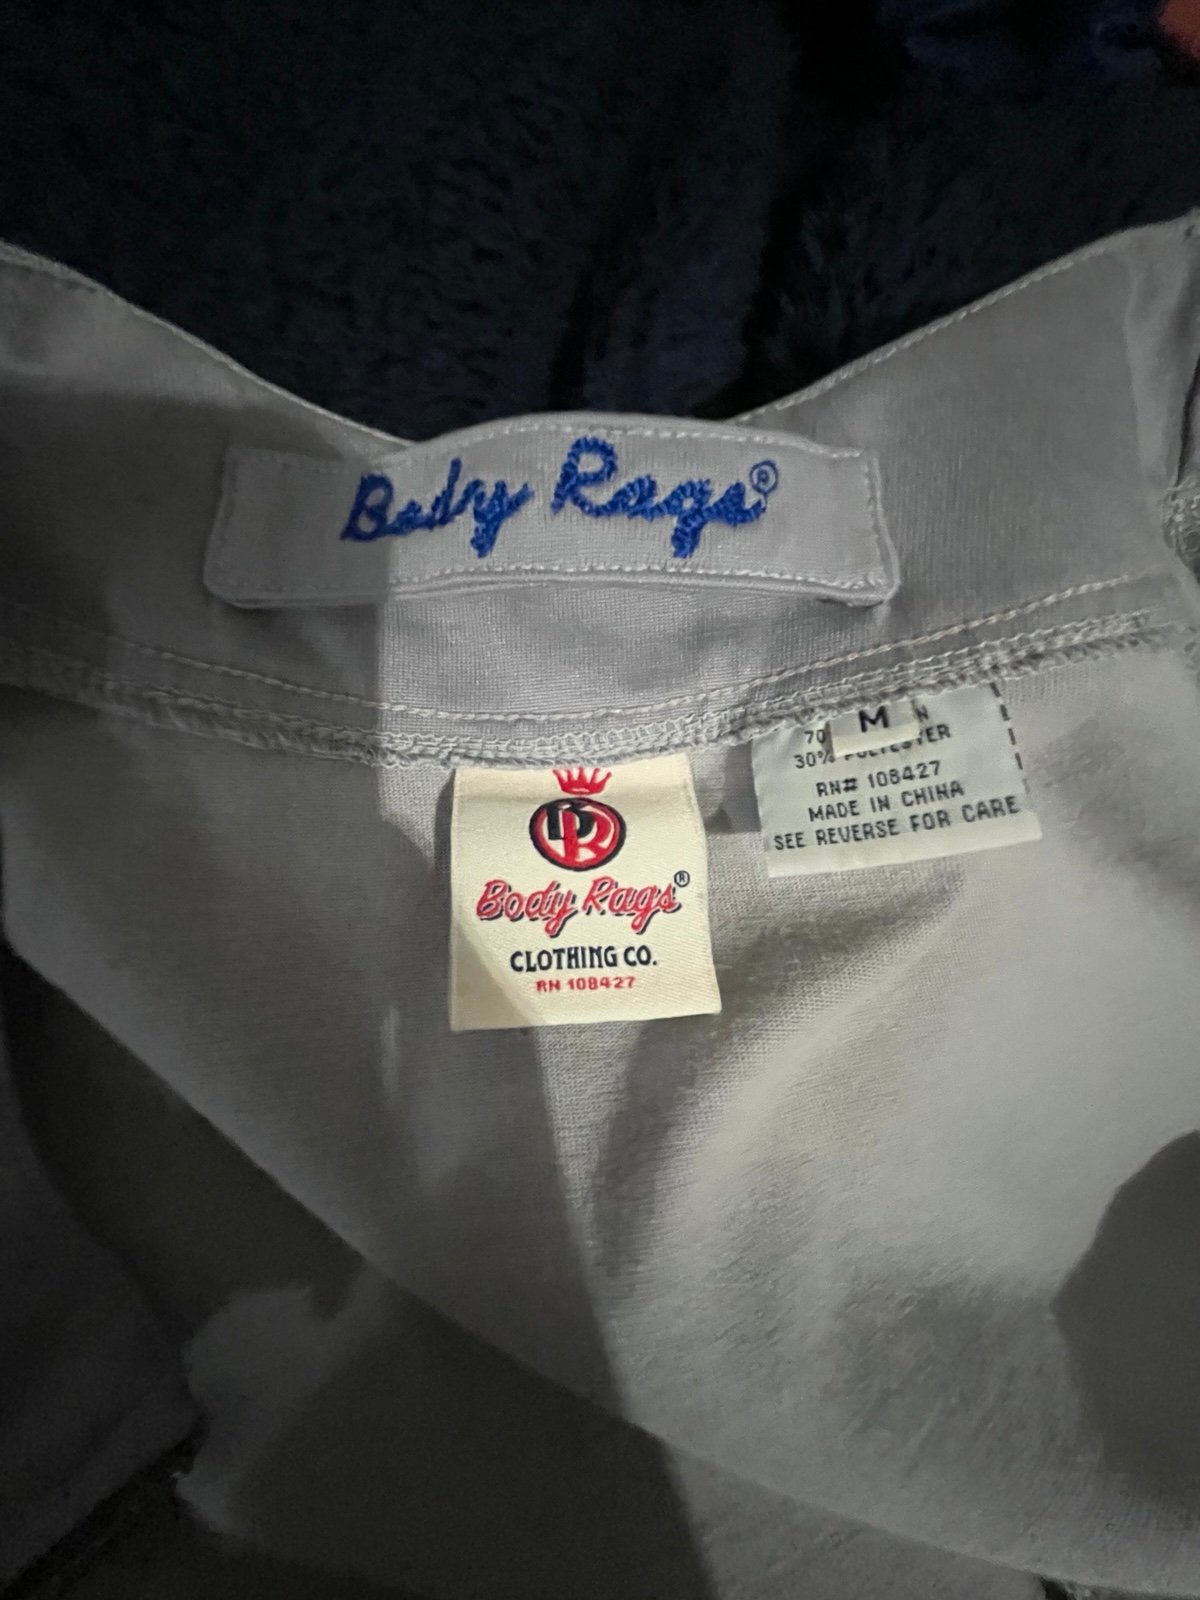 Body Rags®
M
70
30% POLYESTER
RN# 108427
MADE IN CHINA
SEE REVERSE FOR CARE
BR
Body Rags®
CLOTHING CO.
RN 108427